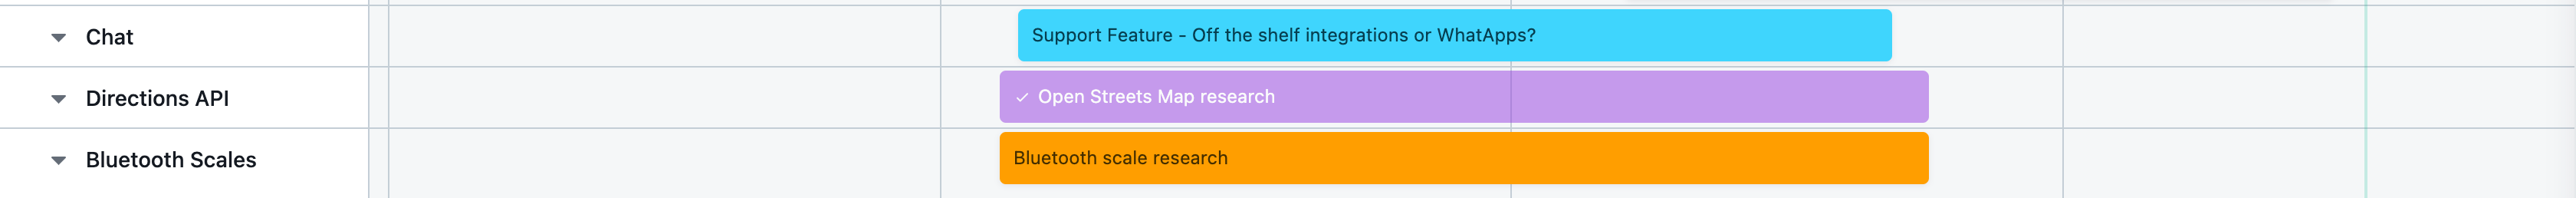 Chat
Support Feature - Off the shelf integrations or WhatApps?
Directions API
Open Streets Map research
Bluetooth Scales
Bluetooth scale research